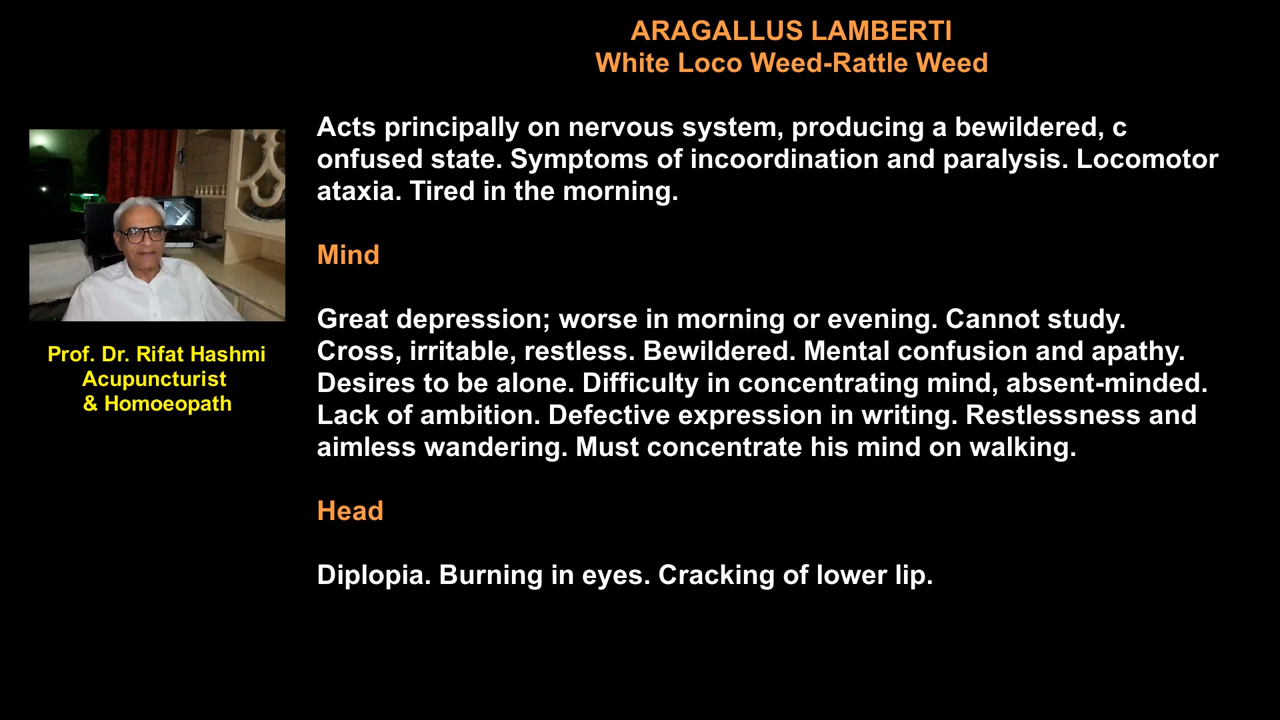 ARAGALLUS LAMBERTI
White Loco Weed-Rattle Weed
Acts principally on nervous system, producing a bewildered, c
onfused state. Symptoms of incoordination and paralysis. Locomotor
ataxia. Tired in the morning.
Mind
Great depression; worse in morning or evening. Cannot study.
Cross, irritable, restless. Bewildered. Mental confusion and apathy.
Desires to be alone. Difficulty in concentrating mind, absent-minded.
Lack of ambition. Defective expression in writing. Restlessness and
aimless wandering. Must concentrate his mind on walking.
Head
Diplopia. Burning in eyes. Cracking of lower lip.
Prof. Dr. Rifat Hashmi
Acupuncturist
& Homoeopath